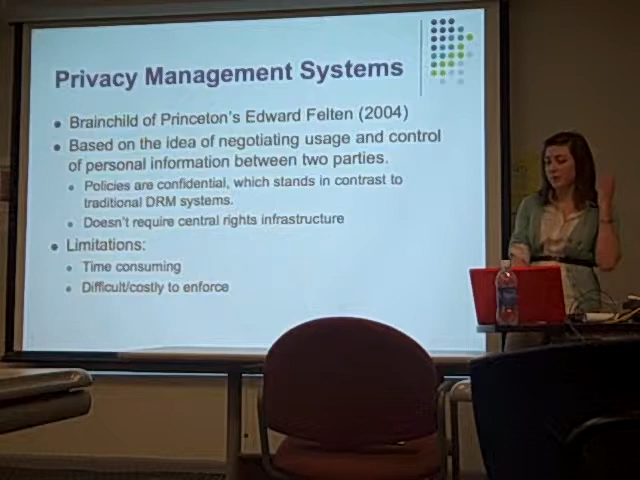 Privacy Management Systems
Brainchild of Princeton's Edward Felten (2004)
Based on the idea of negotiating usage and control
of personal information between two parties.
Policies are confidential, which stands in contrast to
traditional DRM systems.
Doesn't require central rights infrastructure
Limitations:
Time consuming
Difficult/costly to enforce